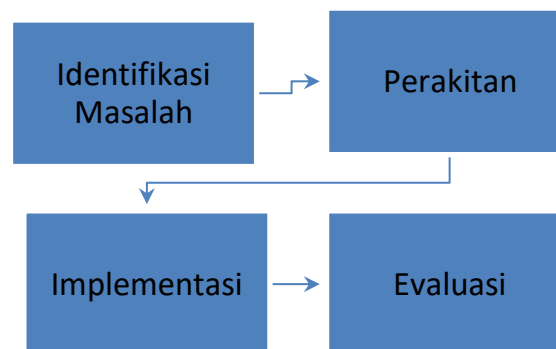 Identifikasi
Masalah
Perakitan
Implementasi
Evaluasi